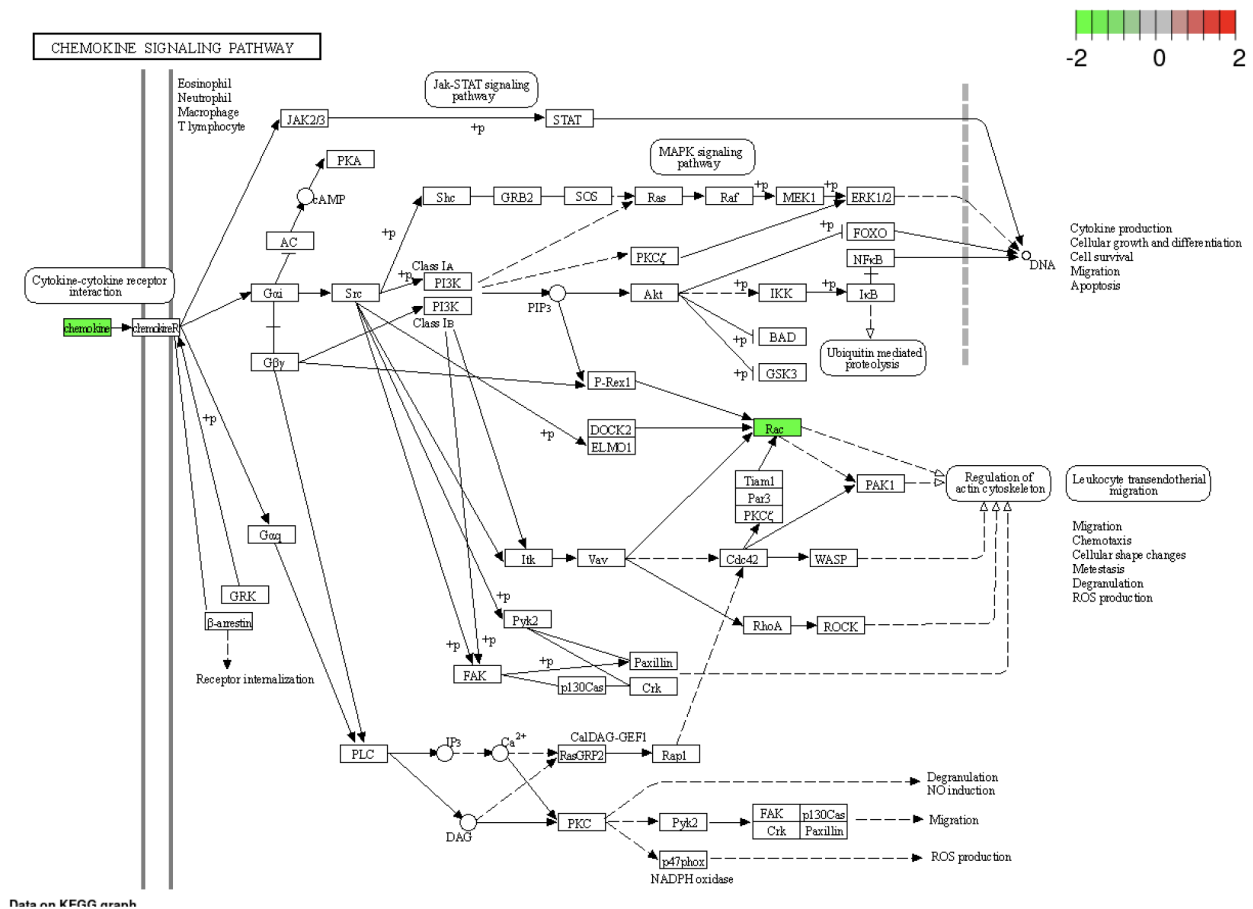 -2 0 2
CHEMOKINE SIGNALING PATHWAY
Eosinophil
Neutrophil
Macrophage
T lymphocyte
Jak-STAT signaling
pathway
JAK2/3
+p
STAT
MAPK signaling
pathway
PKA
cAMP
AC
Shc
GRB2
SOS
Ras
Raf
+p
MEK1
+p
ERK1/2
+p
+p
FOXO
PKCζ
NFκB
DNA
Cytokine production
Cellular growth and differentiation
Cell survival
Migration
Apoptosis
Cytokine-cytokine receptor
interaction
Class IA
+p
PI3K
PI3K
Class IB
Gαi
Src
PIP3
Akt
+p
IKK
+p
IκB
chemokine
chemokineR
+p
BAD
Ubiquitin mediated
proteolysis
Gβγ
+p
GSK3
P-Rex1
+p
+p
DOCK2
ELMO1
Rac
Tiam1
Par3
PKCζ
PAK1
Regulation of
actin cytoskeleton
Leukocyte transendotherial
migration
Migration
Chemotaxis
Cellular shape changes
Metestasis
Degranulation
ROS production
Gαq
Itk
Vav
Cdc42
WASP
GRK
β-arrestin
+p
Pyk2
RhoA
ROCK
Receptor internalization
+p
+p
FAK
+p
Paxillin
p130Cas
Crk
PLC
IP3
Ca2+
CalDAG-GEF1
RasGRP2
Rap1
DAG
PKC
Degranulation
NO induction
Pyk2
FAK
p130Cas
Crk
Paxillin
Migration
p47phox
NADPH oxidase
ROS production
Data on KEGG graph